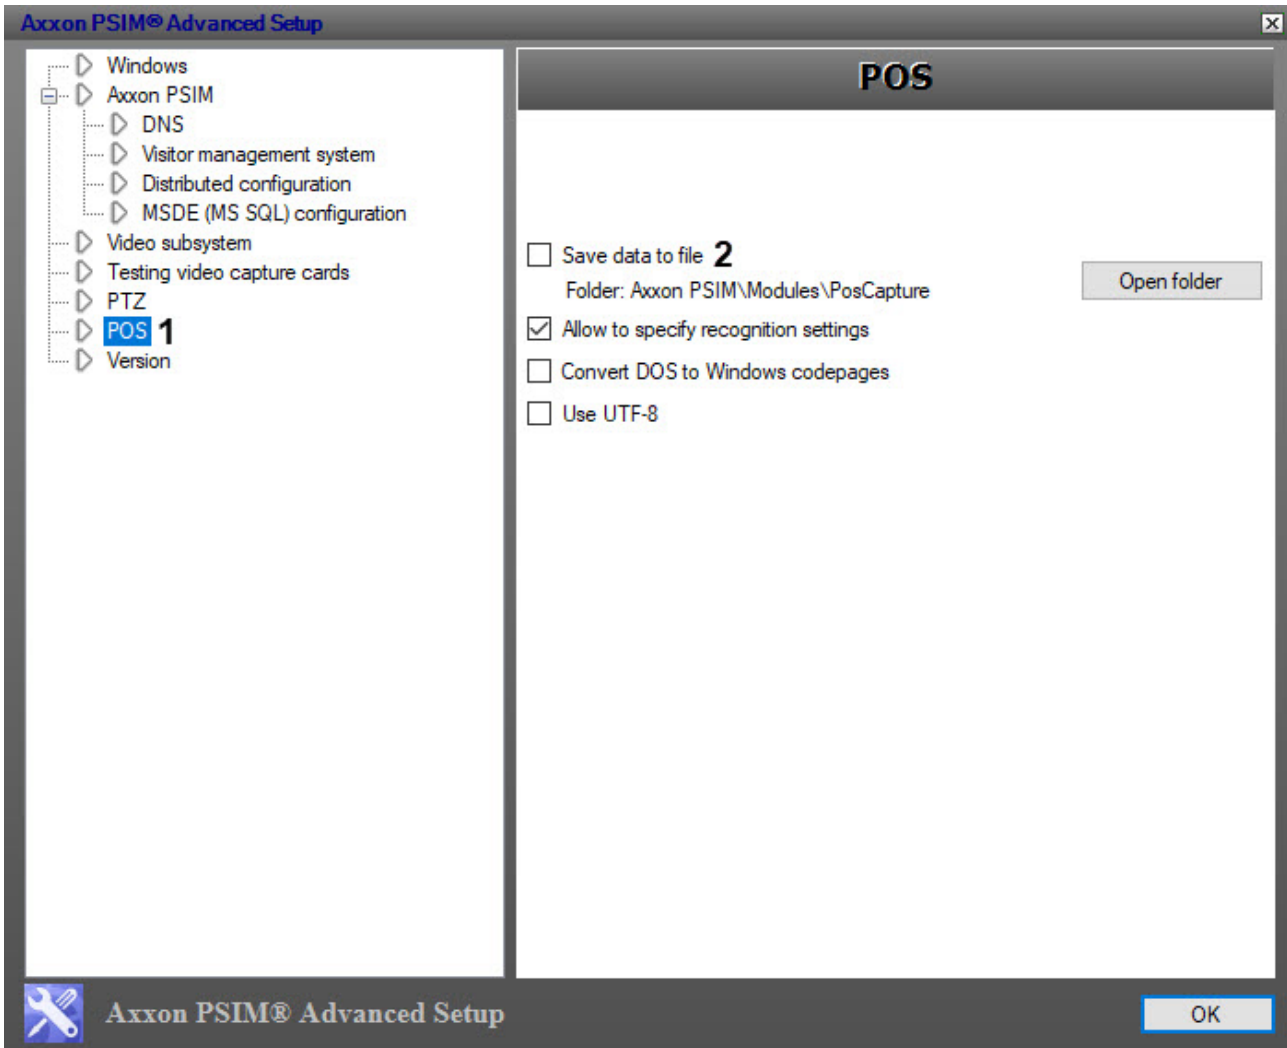 Axxon PSIM® Advanced Setup
Windows
Axxon PSIM
DNS
Visitor management system
Distributed configuration
MSDE (MS SQL) configuration
Video subsystem
Testing video capture cards
PTZ
POS 1
Version
POS
Save data to file 2
Folder: Axxon PSIM\Modules\PosCapture
Open folder
Allow to specify recognition settings
Convert DOS to Windows codepages
Use UTF-8
Axxon PSIM® Advanced Setup
OK